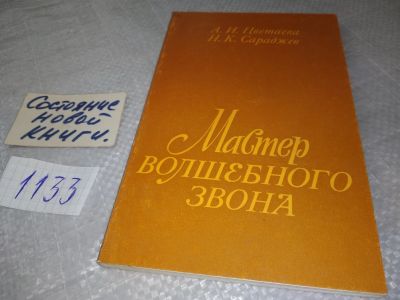 Состояние
новой
книги.
1133
А. И. Цветаева
Н. К. Сараджев
Мастер
ВОЛШЕБНОГО
ЗВОНА